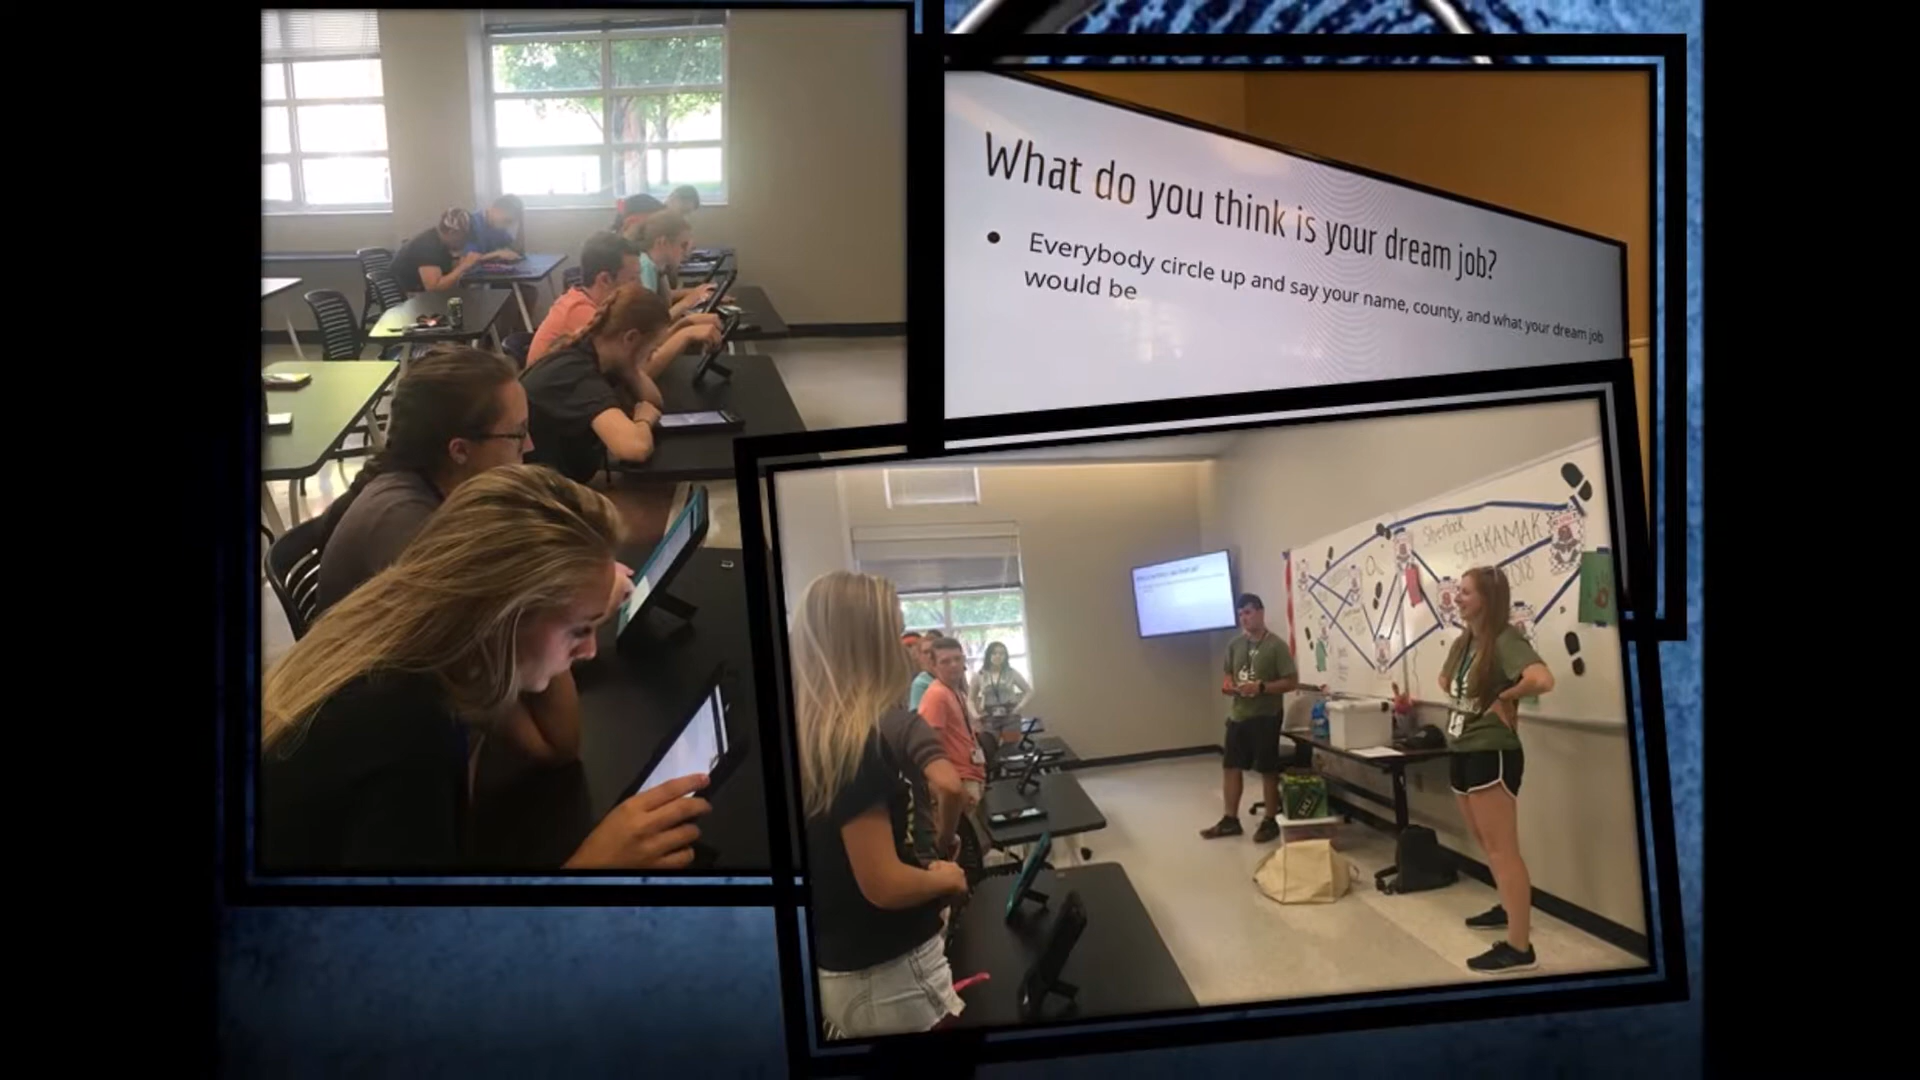 What do you think is your dream job?
• Everybody circle up and say your name, county, and what your dream job
would be
Sherlock
SHAKAMAK
2018